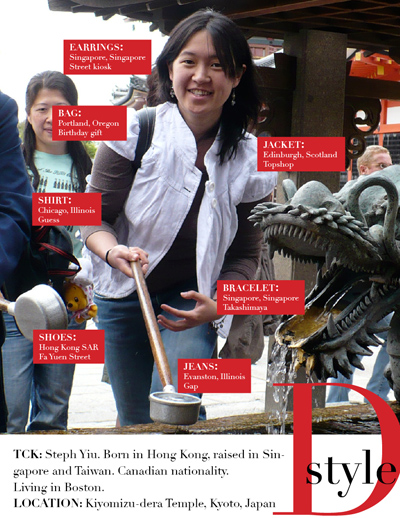 EARRINGS:
Singapore, Singapore
Street kiosk
BAG:
Portland, Oregon
Birthday gift
JACKET:
Edinburgh, Scotland
Topshop
SHIRT:
Chicago, Illinois
Guess
BRACELET:
Singapore, Singapore
Takashimaya
SHOES:
Hong Kong SAR
Fa Yuen Street
JEANS:
Evanston, Illinois
Gap
D
style
TCK: Steph Yiu. Born in Hong Kong, raised in Sin-
gapore and Taiwan. Canadian nationality.
Living in Boston.
LOCATION: Kiyomizu-dera Temple, Kyoto, Japan